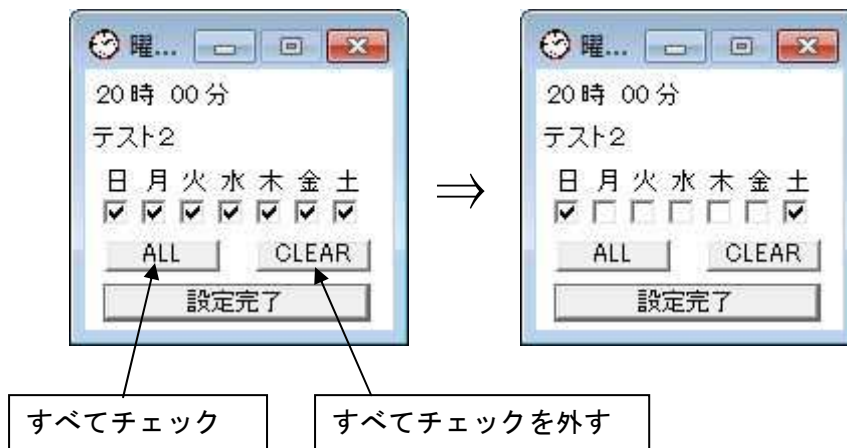 曜...
20時 00分
テスト2
日 月 火 水 木 金 土
ALL CLEAR
設定完了
⇒
曜...
20時 00分
テスト2
日 月 火 水 木 金 土
ALL CLEAR
設定完了
すべてチェック
すべてチェックを外す